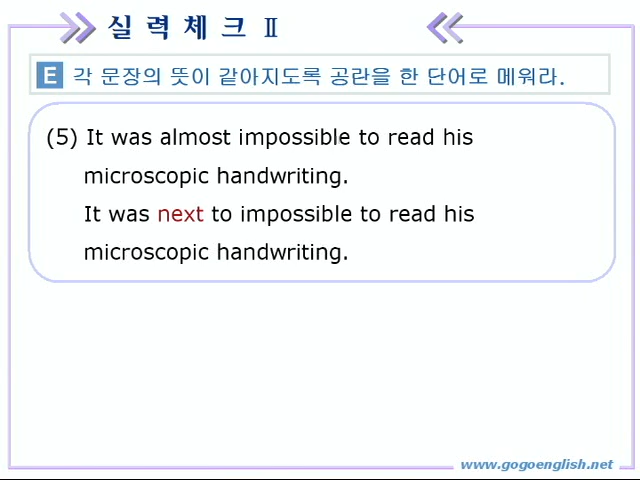 실 력 체 크 Ⅱ
E 각 문장의 뜻이 같아지도록 공란을 한 단어로 메워라.
(5) It was almost impossible to read his
microscopic handwriting.
It was next to impossible to read his
microscopic handwriting.
www.gogoenglish.net